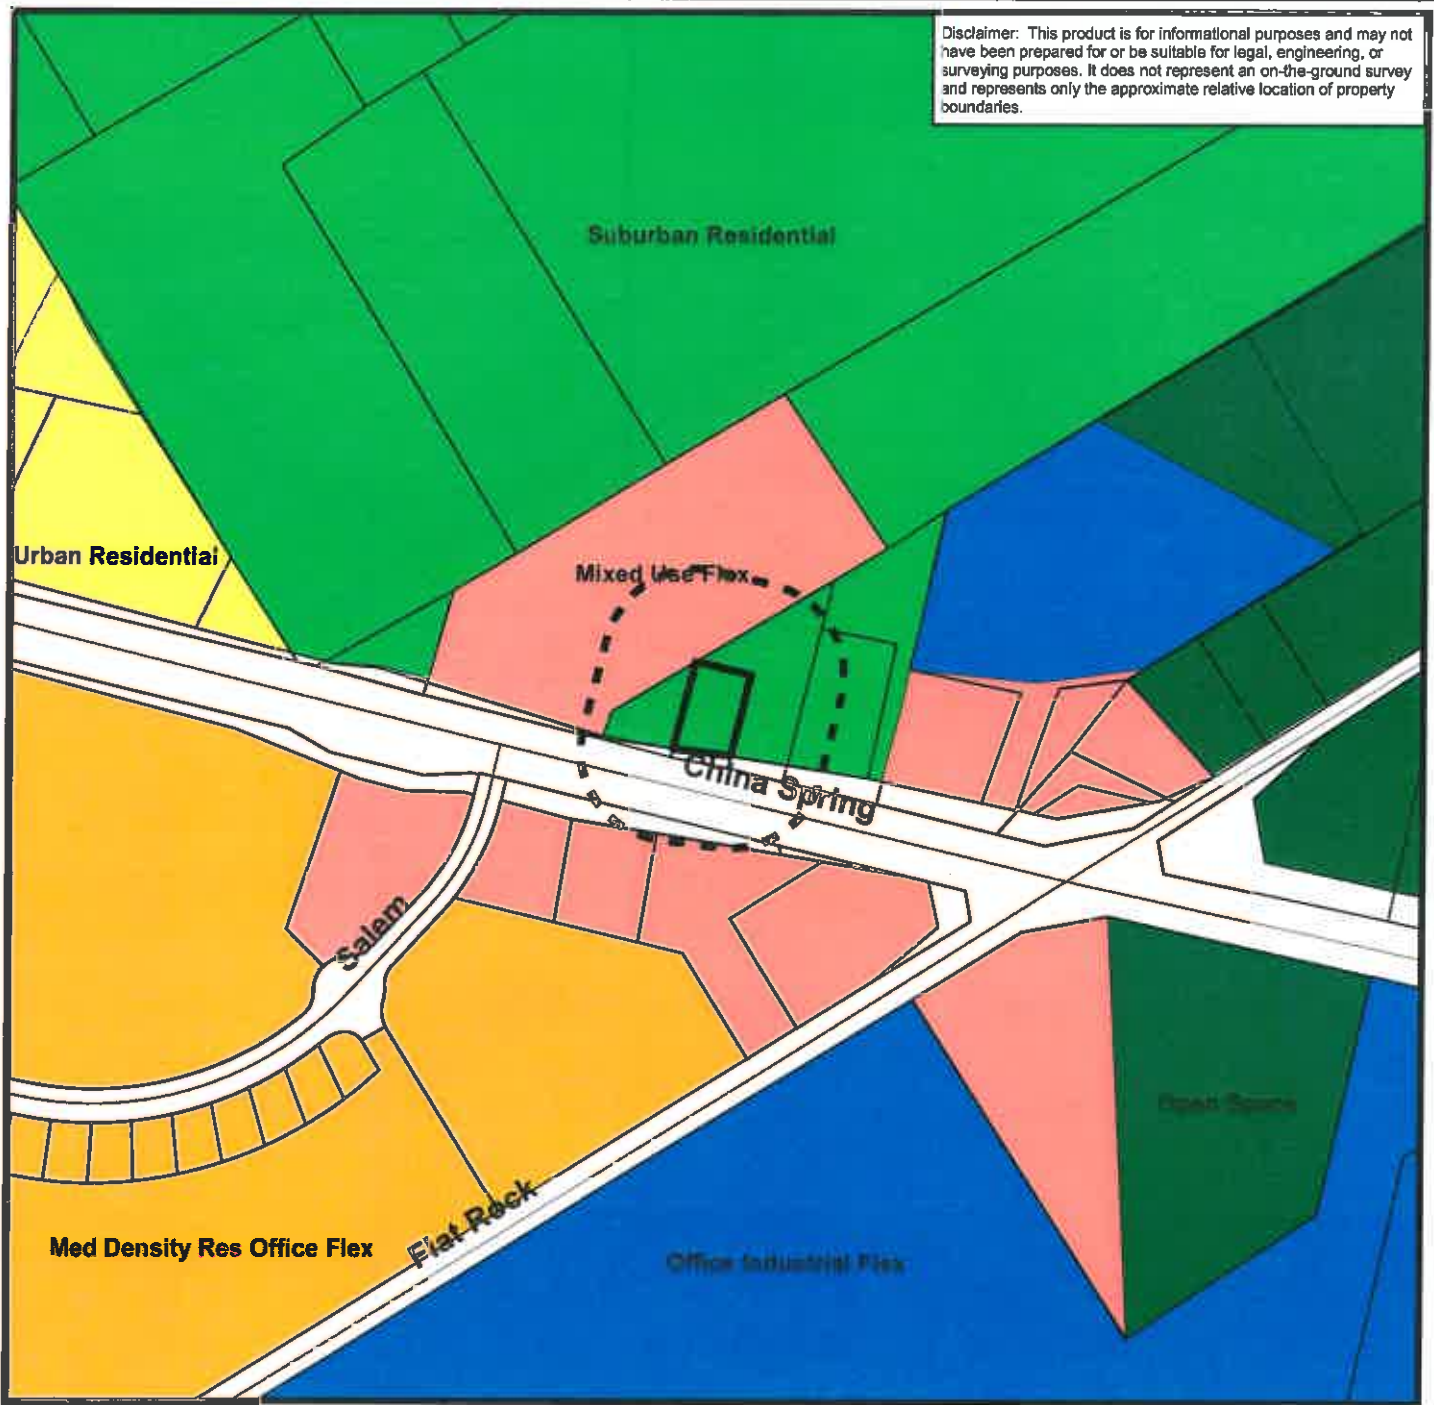 Disclaimer: This product is for informational purposes and may not
have been prepared for or be suitable for legal, engineering, or
surveying purposes. It does not represent an on-the-ground survey
and represents only the approximate relative location of property
boundaries.
Suburban Residential
Urban Residential
Mixed Use Flex
China Spring
Salem
Open Space
Flat Rock
Med Density Res Office Flex
Office Industrial Flex